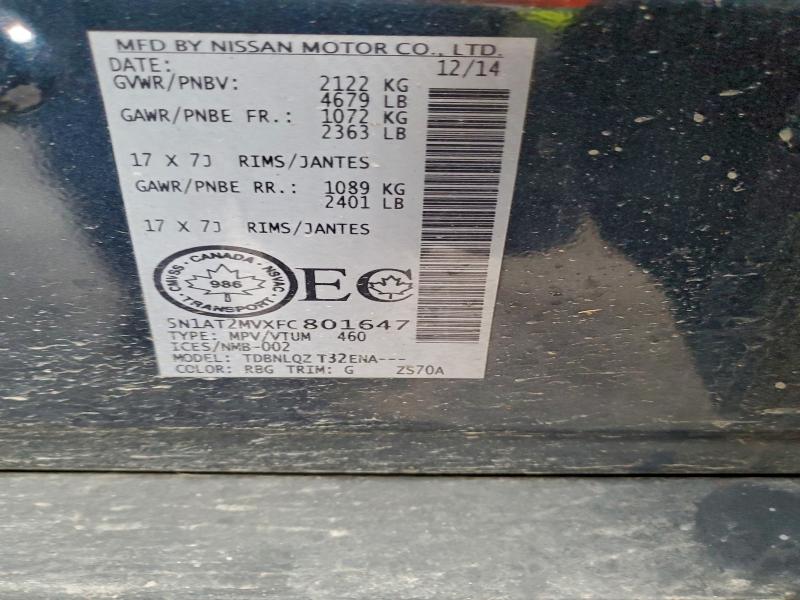 MFD BY NISSAN MOTOR CO., LTD.
DATE: 12/14
GVWR/PNBV: 2122 KG
4679 LB
GAWR/PNBE FR.: 1072 KG
2363 LB
17 X 7J RIMS/JANTES
GAWR/PNBE RR.: 1089 KG
2401 LB
17 X 7J RIMS/JANTES
CANADA
CMVSS 986 NSVAC
TRANSPORT
EC
5N1AT2MVXFC801647
TYPE: MPV/VTUM 460
ICES/NMB-002
MODEL: TDBNLQZ T32ENA---
COLOR: RBG TRIM: G ZS70A